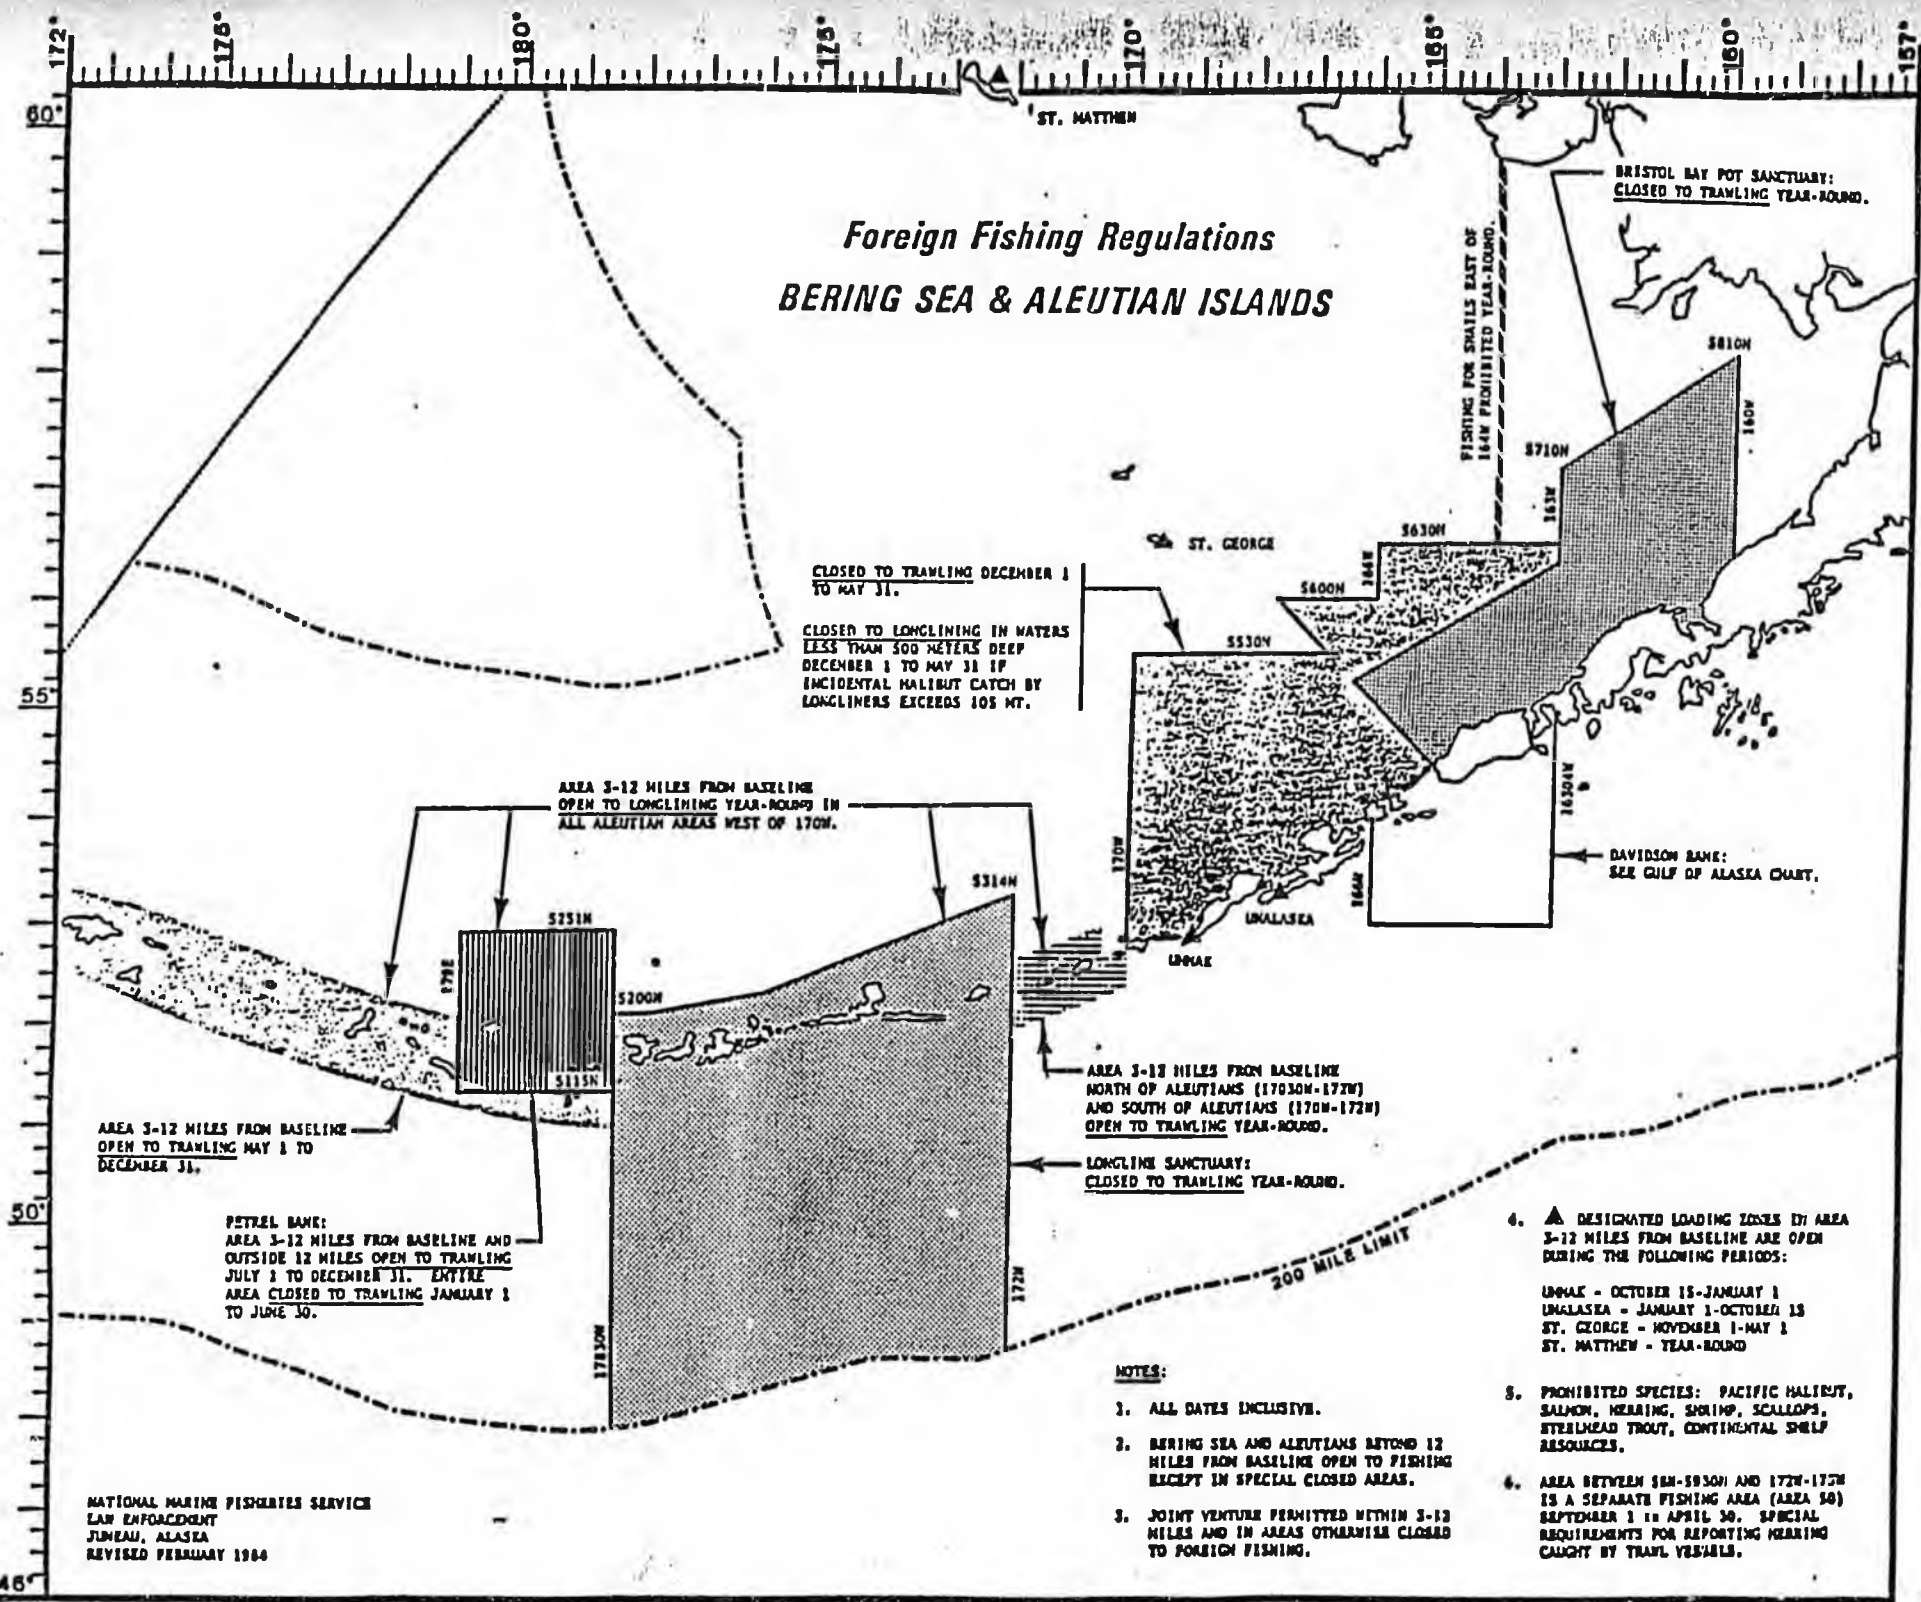 172°
175°
180°
175°
170°
165°
160°
157°
60°
55°
50°
46°
ST. MATTHEW
Foreign Fishing Regulations
BERING SEA & ALEUTIAN ISLANDS
BRISTOL BAY POT SANCTUARY:
CLOSED TO TRAWLING YEAR-ROUND.
FISHING FOR SNAILS EAST OF
164W PROHIBITED YEAR-ROUND.
5810N
160W
5710N
163W
5630N
166W
5600N
5530N
ST. GEORGE
CLOSED TO TRAWLING DECEMBER 1
TO MAY 31.
CLOSED TO LONGLINING IN WATERS
LESS THAN 500 METERS DEEP
DECEMBER 1 TO MAY 31 IF
INCIDENTAL HALIBUT CATCH BY
LONGLINERS EXCEEDS 105 MT.
AREA 3-12 MILES FROM BASELINE
OPEN TO LONGLINING YEAR-ROUND IN
ALL ALEUTIAN AREAS WEST OF 170W.
170W
166W
16304W
DAVIDSON BANK:
SEE GULF OF ALASKA CHART.
UNALASKA
UMNAK
5314N
5251N
179E
5200N
5115N
AREA 3-12 MILES FROM BASELINE
OPEN TO TRAWLING MAY 1 TO
DECEMBER 31.
AREA 3-12 MILES FROM BASELINE
NORTH OF ALEUTIANS (17030W-172W)
AND SOUTH OF ALEUTIANS (170W-172W)
OPEN TO TRAWLING YEAR-ROUND.
LONGLINE SANCTUARY:
CLOSED TO TRAWLING YEAR-ROUND.
PETREL BANK:
AREA 3-12 MILES FROM BASELINE AND
OUTSIDE 12 MILES OPEN TO TRAWLING
JULY 1 TO DECEMBER 31. ENTIRE
AREA CLOSED TO TRAWLING JANUARY 1
TO JUNE 30.
17830W
172W
200 MILE LIMIT
NOTES:
1. ALL DATES INCLUSIVE.
2. BERING SEA AND ALEUTIANS BEYOND 12
MILES FROM BASELINE OPEN TO FISHING
EXCEPT IN SPECIAL CLOSED AREAS.
3. JOINT VENTURE PERMITTED WITHIN 3-12
MILES AND IN AREAS OTHERWISE CLOSED
TO FOREIGN FISHING.
4. ▲ DESIGNATED LOADING ZONES IN AREA
3-12 MILES FROM BASELINE ARE OPEN
DURING THE FOLLOWING PERIODS:
UMNAK - OCTOBER 15-JANUARY 1
UNALASKA - JANUARY 1-OCTOBER 15
ST. GEORGE - NOVEMBER 1-MAY 1
ST. MATTHEW - YEAR-ROUND
5. PROHIBITED SPECIES: PACIFIC HALIBUT,
SALMON, HERRING, SHRIMP, SCALLOPS,
STEELHEAD TROUT, CONTINENTAL SHELF
RESOURCES.
6. AREA BETWEEN 58N-5930N AND 172W-175W
IS A SEPARATE FISHING AREA (AREA 50)
SEPTEMBER 1 to APRIL 30. SPECIAL
REQUIREMENTS FOR REPORTING HERRING
CAUGHT BY TRAWL VESSELS.
NATIONAL MARINE FISHERIES SERVICE
LAW ENFORCEMENT
JUNEAU, ALASKA
REVISED FEBRUARY 1984